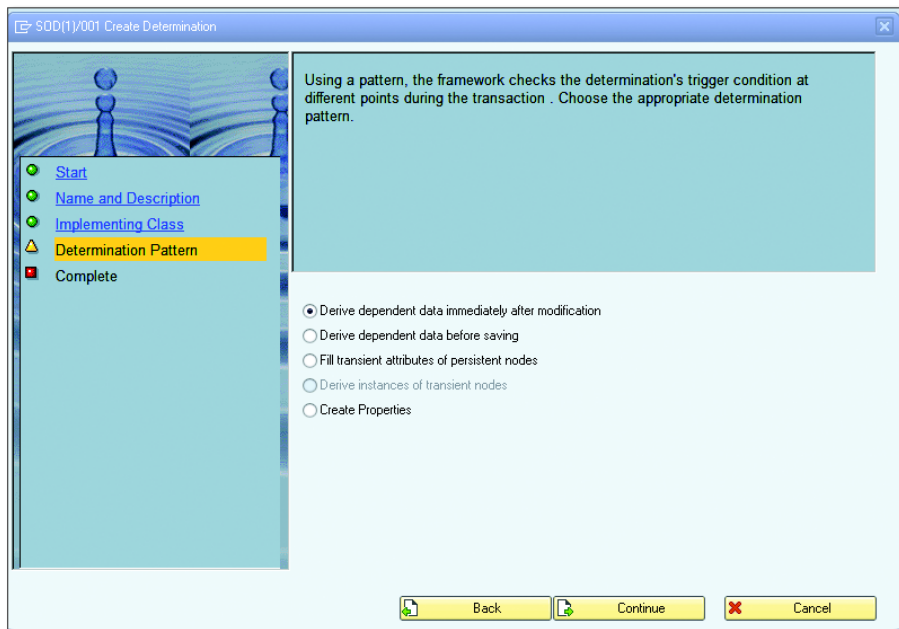 SOD(1)/001 Create Determination
Using a pattern, the framework checks the determination's trigger condition at
different points during the transaction . Choose the appropriate determination
pattern.
Start
Name and Description
Implementing Class
Determination Pattern
Complete
Derive dependent data immediately after modification
Derive dependent data before saving
Fill transient attributes of persistent nodes
Derive instances of transient nodes
Create Properties
Back
Continue
Cancel